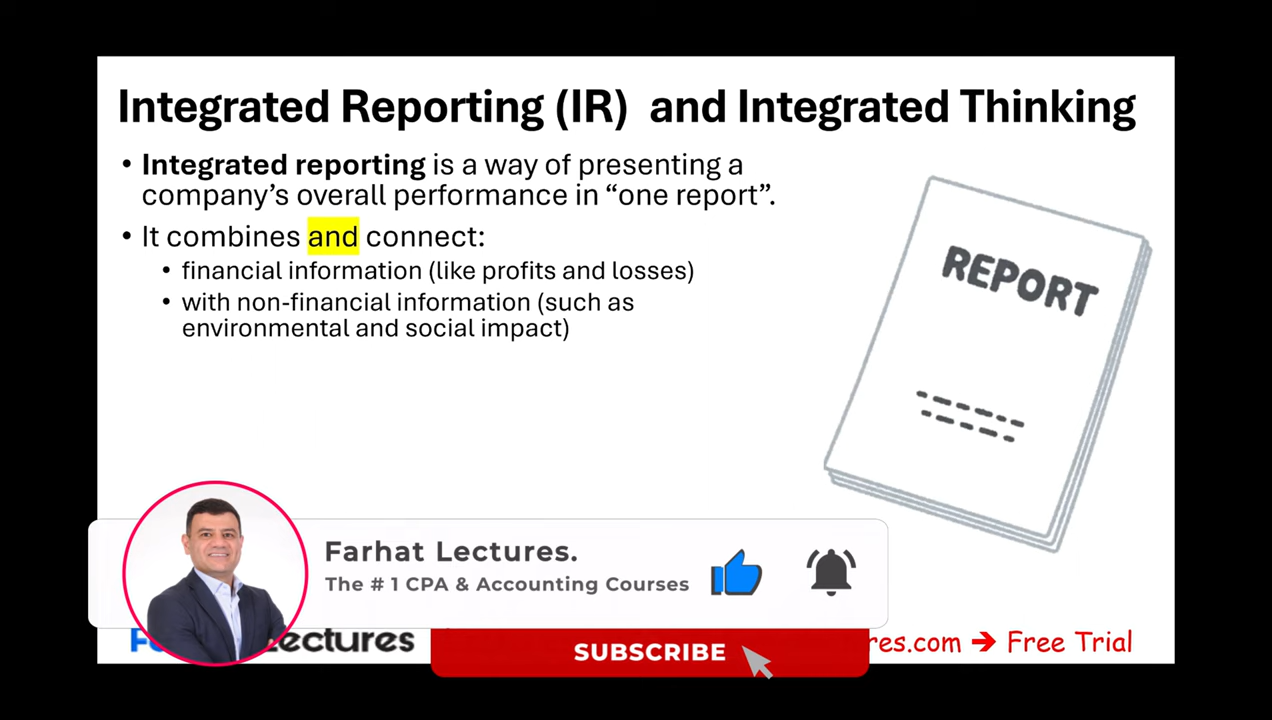 Integrated Reporting (IR) and Integrated Thinking
• Integrated reporting is a way of presenting a
company’s overall performance in “one report”.
• It combines and connect:
• financial information (like profits and losses)
• with non-financial information (such as
environmental and social impact)
REPORT
Farhat Lectures.
The # 1 CPA & Accounting Courses
Lectures
SUBSCRIBE
res.com → Free Trial